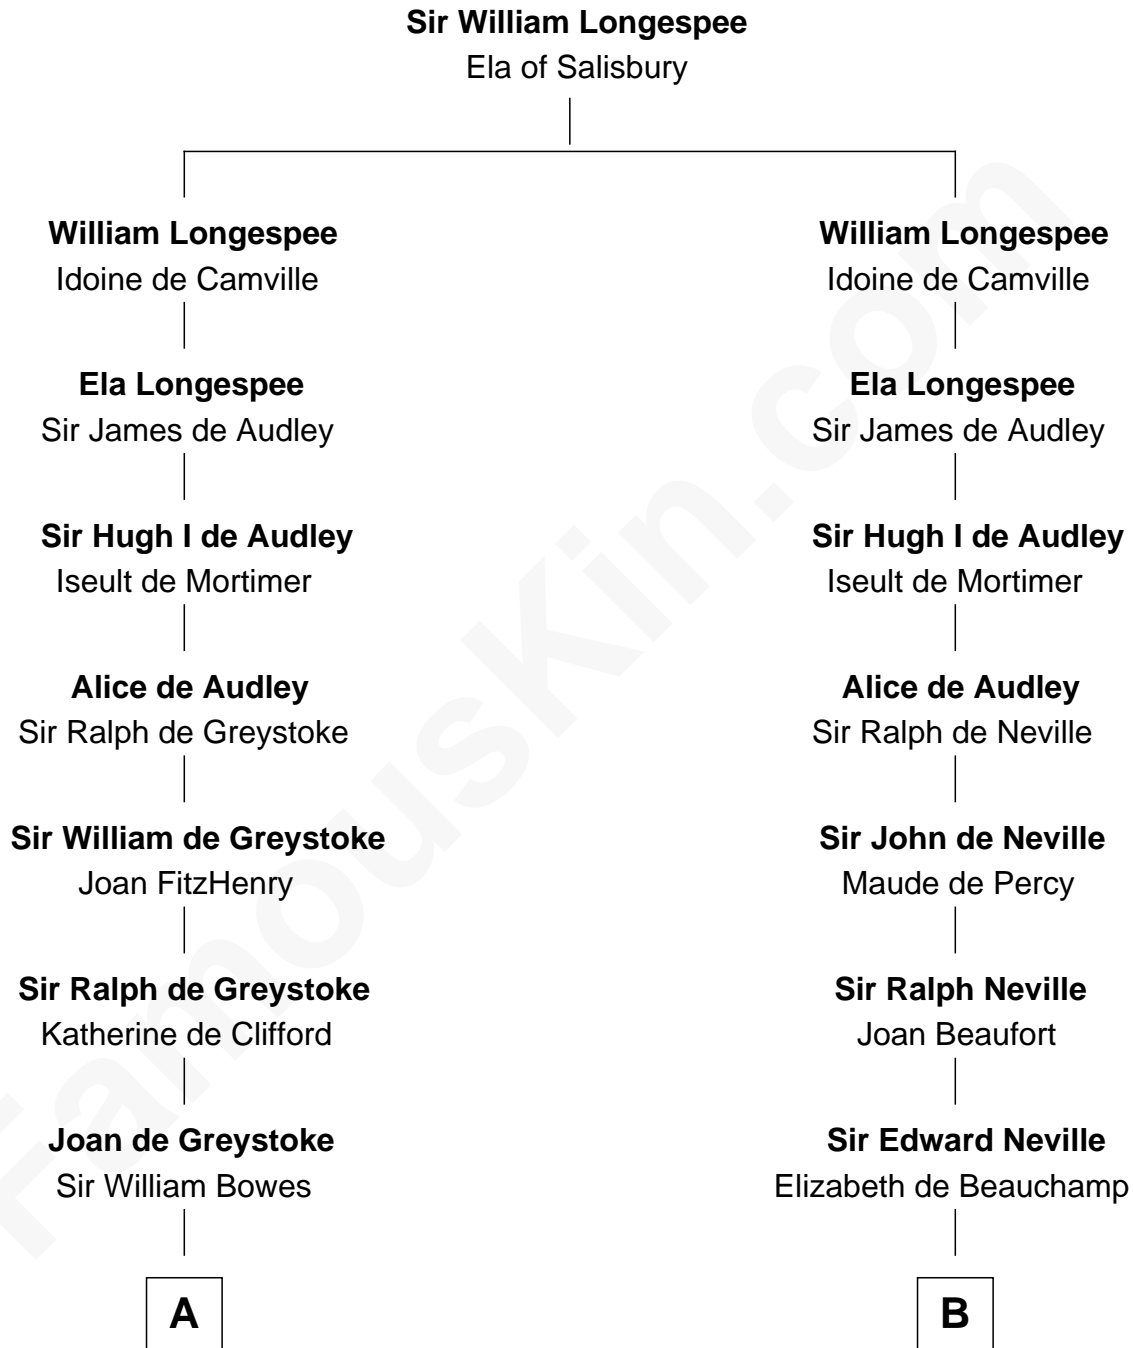 Sir William Longespee
Ela of Salisbury
William Longespee
Idoine de Camville
William Longespee
Idoine de Camville
Ela Longespee
Sir James de Audley
Ela Longespee
Sir James de Audley
Sir Hugh I de Audley
Iseult de Mortimer
Sir Hugh I de Audley
Iseult de Mortimer
Alice de Audley
Sir Ralph de Greystoke
Alice de Audley
Sir Ralph de Neville
Sir William de Greystoke
Joan FitzHenry
Sir John de Neville
Maude de Percy
Sir Ralph de Greystoke
Katherine de Clifford
Sir Ralph Neville
Joan Beaufort
Joan de Greystoke
Sir William Bowes
Sir Edward Neville
Elizabeth de Beauchamp
A
B
FamousKin.com